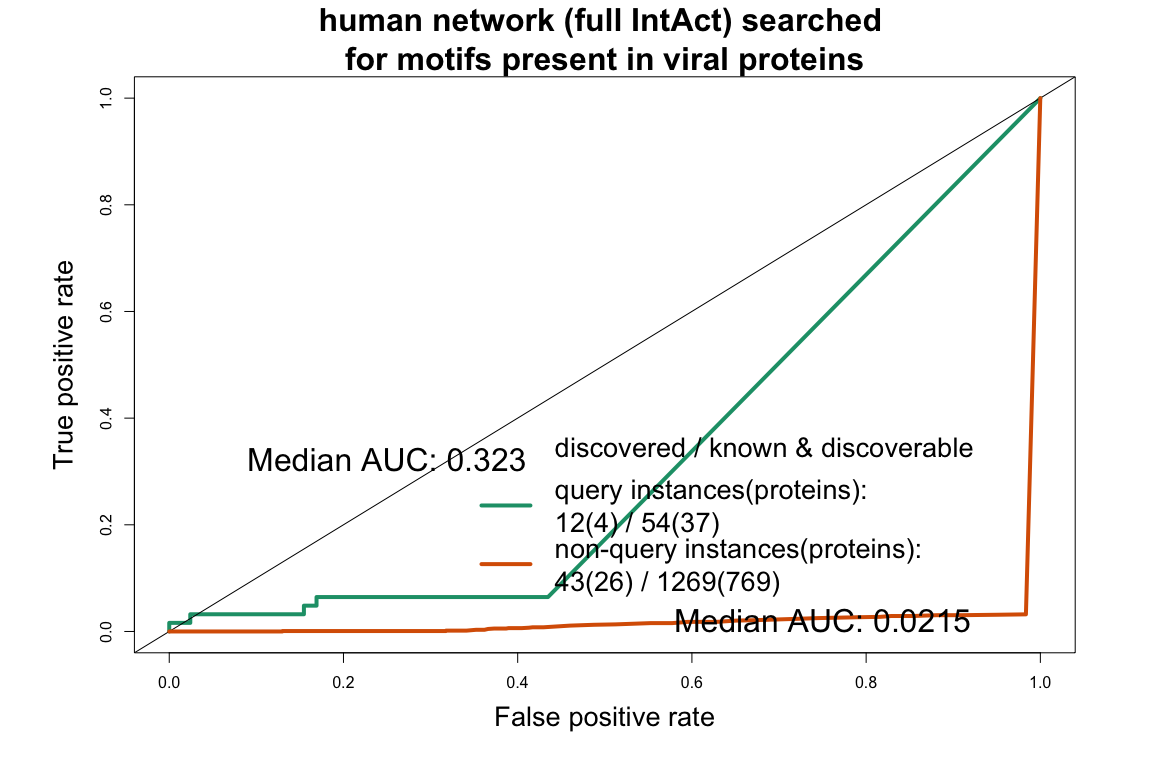 human network (full IntAct) searched
for motifs present in viral proteins
True positive rate
1.0
0.8
0.6
0.4
0.2
0.0
Median AUC: 0.323
discovered / known & discoverable
query instances(proteins):
12(4) / 54(37)
non-query instances(proteins):
43(26) / 1269(769)
Median AUC: 0.0215
0.0
0.2
0.4
0.6
0.8
1.0
False positive rate